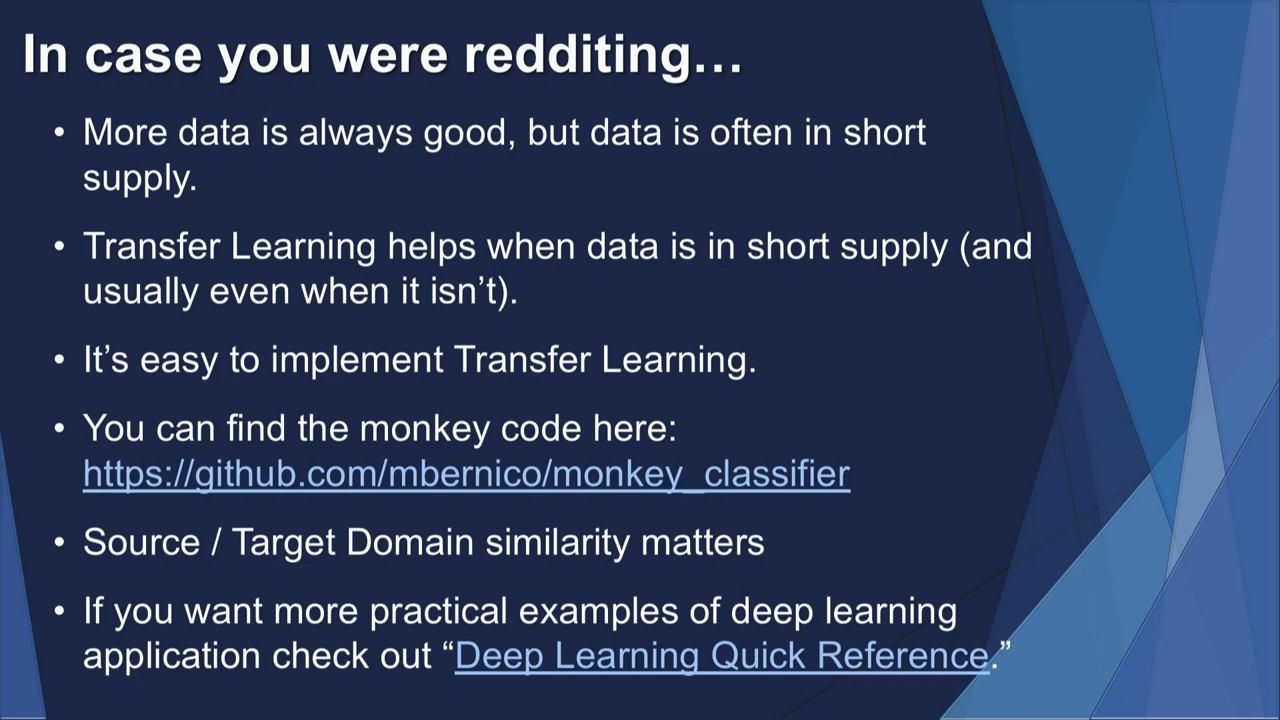 In case you were redditing…
• More data is always good, but data is often in short
supply.
• Transfer Learning helps when data is in short supply (and
usually even when it isn’t).
• It’s easy to implement Transfer Learning.
• You can find the monkey code here:
https://github.com/mbernico/monkey_classifier
• Source / Target Domain similarity matters
• If you want more practical examples of deep learning
application check out “Deep Learning Quick Reference.”